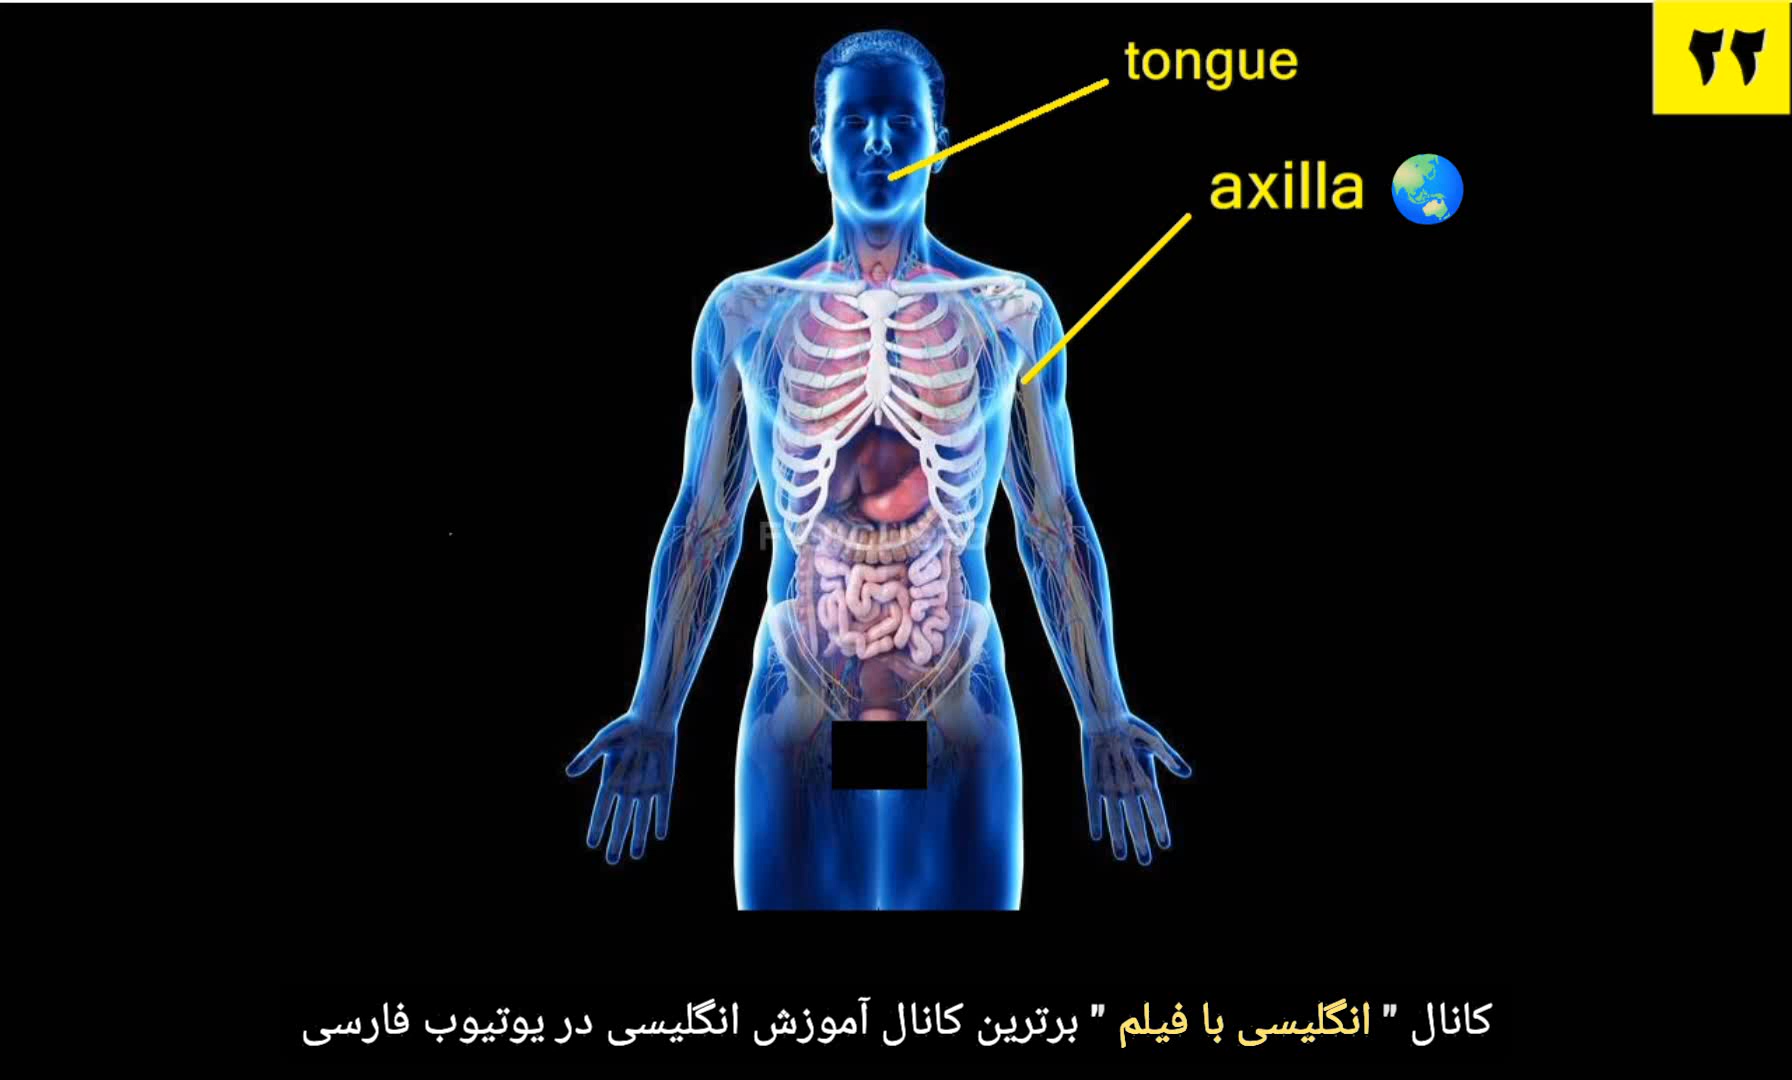 tongue
۲۲
axilla
کانال " انگلیسی با فیلم " برترین کانال آموزش انگلیسی در یوتیوب فارسی